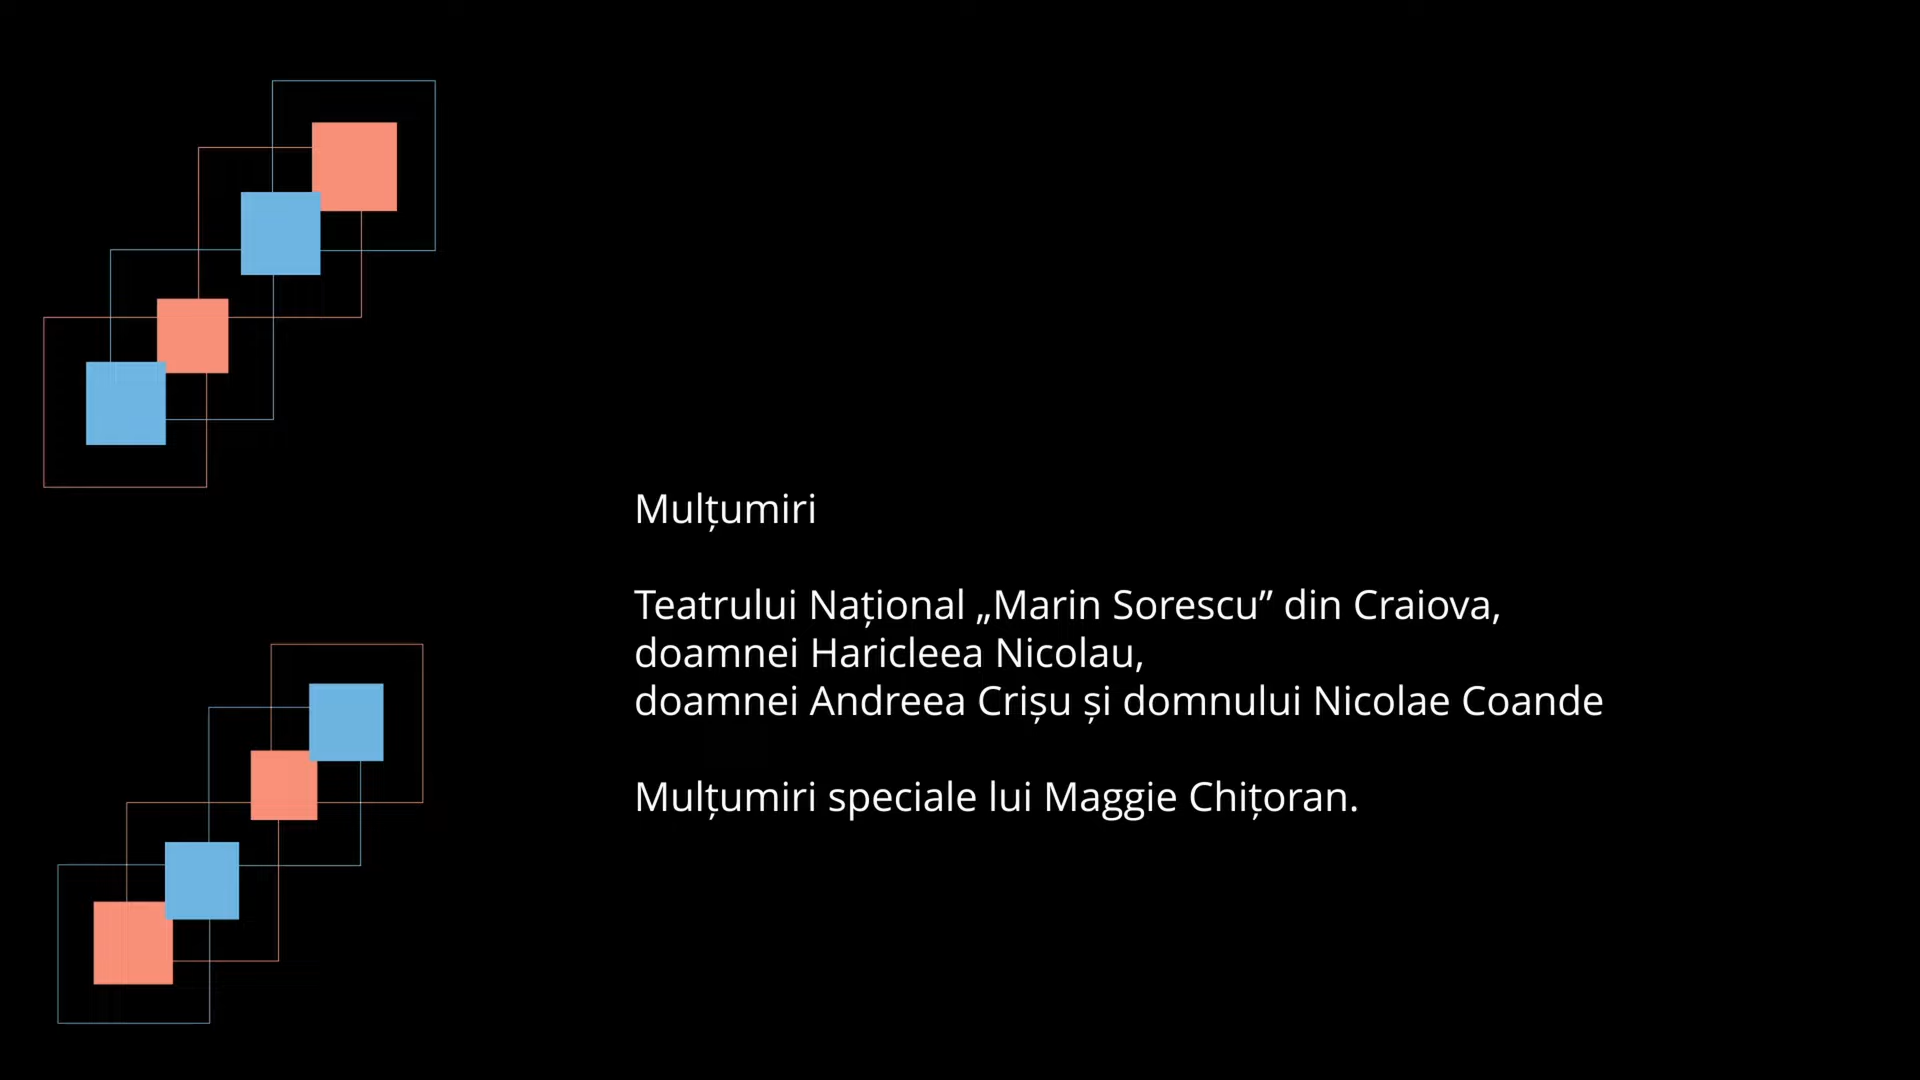 Mulțumiri
Teatrului Național „Marin Sorescu” din Craiova,
doamnei Haricleea Nicolau,
doamnei Andreea Crișu și domnului Nicolae Coande
Mulțumiri speciale lui Maggie Chițoran.